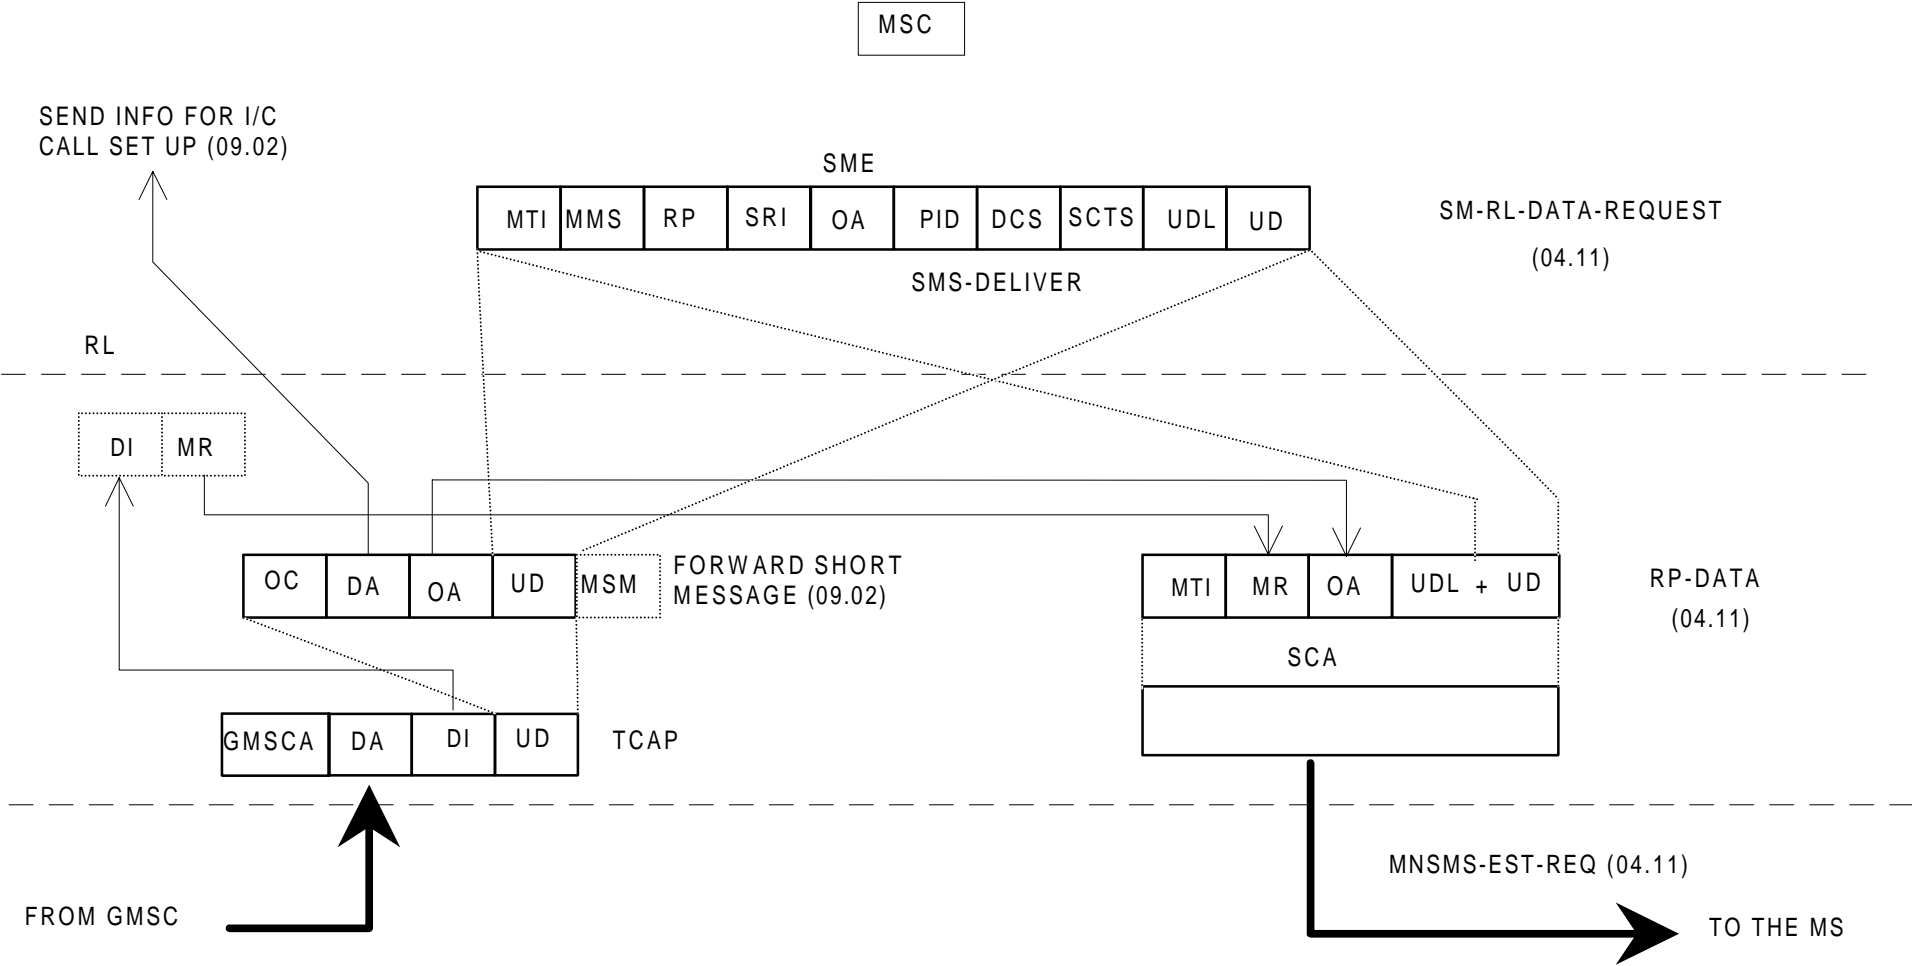 MSC
SEND INFO FOR I/C
CALL SET UP (09.02)
SME
MTI MMS RP SRI OA PID DCS SCTS UDL UD
SM-RL-DATA-REQUEST
(04.11)
SMS-DELIVER
RL
DI MR
OC DA OA UD MSM
FORWARD SHORT
MESSAGE (09.02)
MTI MR OA UDL + UD
RP-DATA
(04.11)
SCA
GMSCA DA DI UD
TCAP
MNSMS-EST-REQ (04.11)
FROM GMSC
TO THE MS